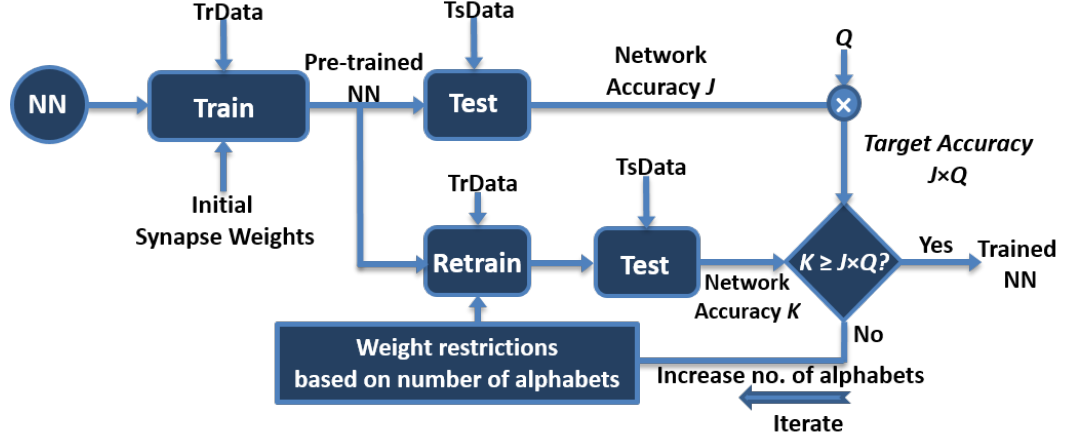 TrData
TsData
NN
Train
Pre-trained
NN
Test
Network
Accuracy J
Q
×
Target Accuracy
J×Q
Initial
Synapse Weights
TrData
TsData
Retrain
Test
Network
Accuracy K
K ≥ J×Q?
Yes
Trained
NN
No
Weight restrictions
based on number of alphabets
Increase no. of alphabets
Iterate